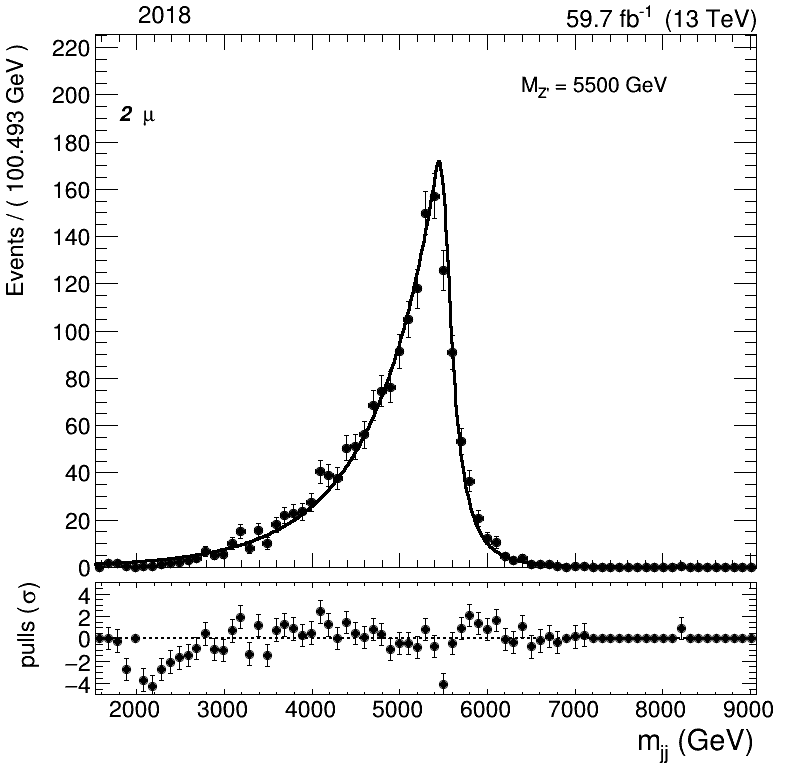 2018 59.7 fb⁻¹ (13 TeV)
Events / ( 100.493 GeV )
220
200
180
160
140
120
100
80
60
40
20
0
2 μ
M_Z' = 5500 GeV
pulls (σ)
4
2
0
−2
−4
2000 3000 4000 5000 6000 7000 8000 9000
m_jj (GeV)